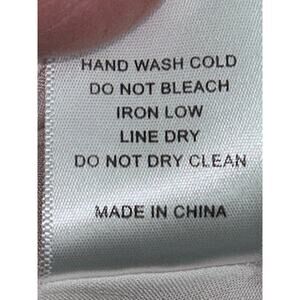 HAND WASH COLD
DO NOT BLEACH
IRON LOW
LINE DRY
DO NOT DRY CLEAN
MADE IN CHINA